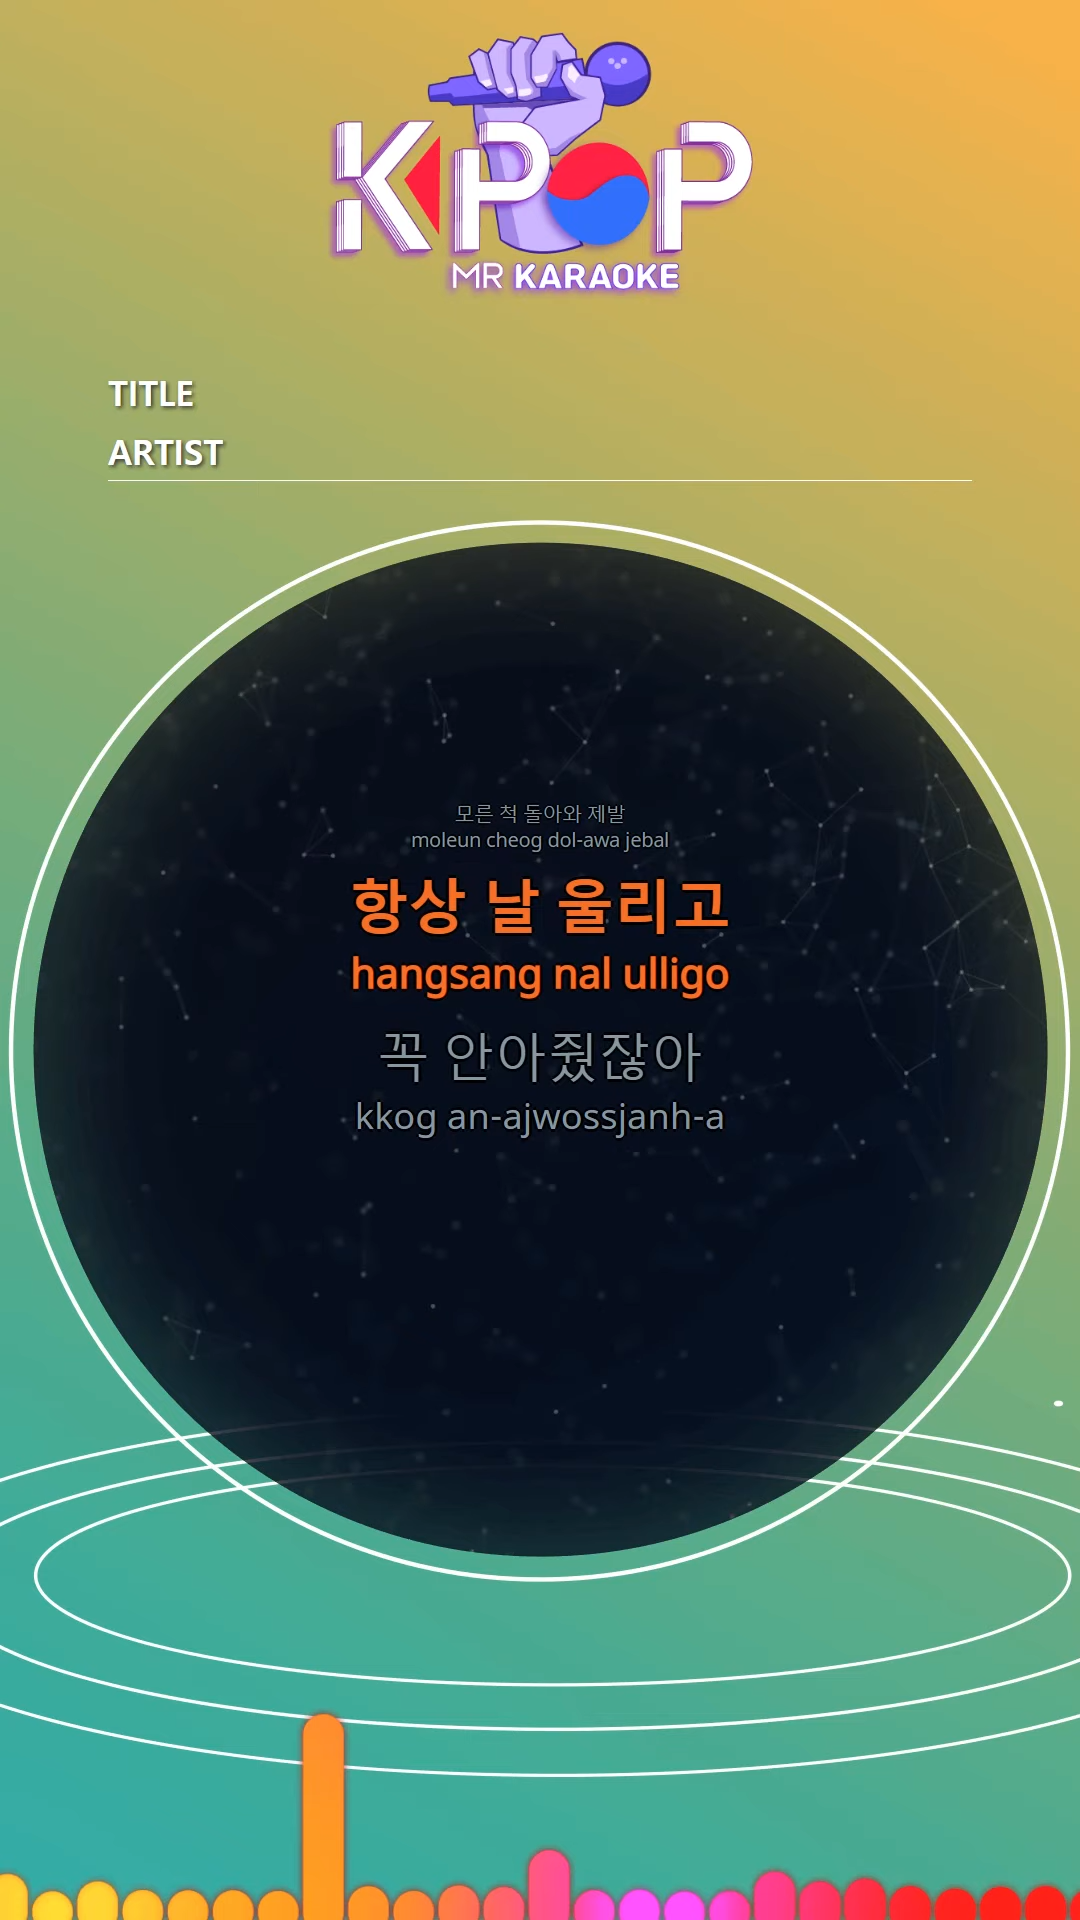 KPOP
MR KARAOKE
TITLE
ARTIST
모른 척 돌아와 제발
moleun cheog dol-awa jebal
항상 날 울리고
hangsang nal ulligo
꼭 안아줬잖아
kkog an-ajwossjanh-a